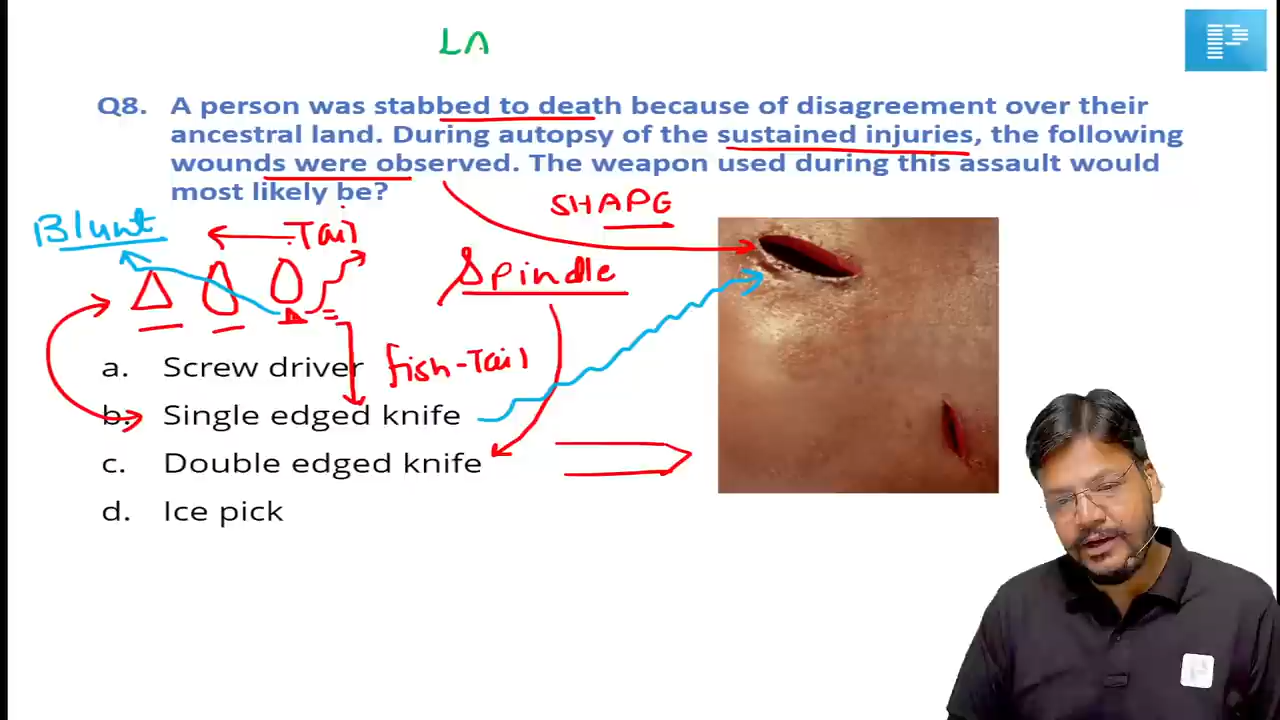 LA
Q8. A person was stabbed to death because of disagreement over their
ancestral land. During autopsy of the sustained injuries, the following
wounds were observed. The weapon used during this assault would
most likely be?
SHAPE
Blunt
Tail
Spindle
a. Screw driver
fish-Tail
b. Single edged knife
c. Double edged knife
d. Ice pick